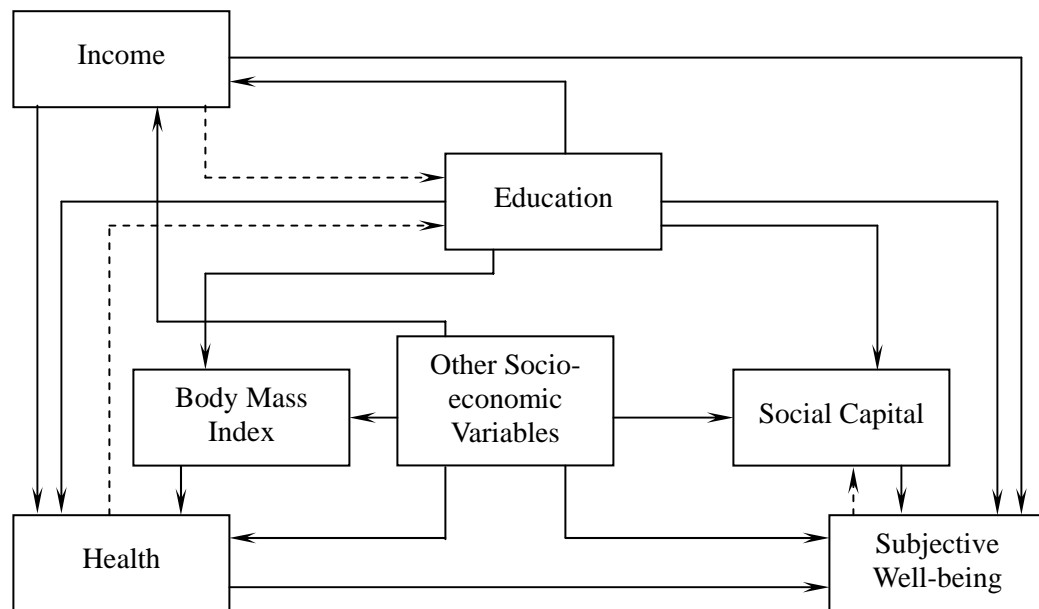 Income
Education
Other Socio-
economic
Variables
Body Mass
Index
Social Capital
Health
Subjective
Well-being